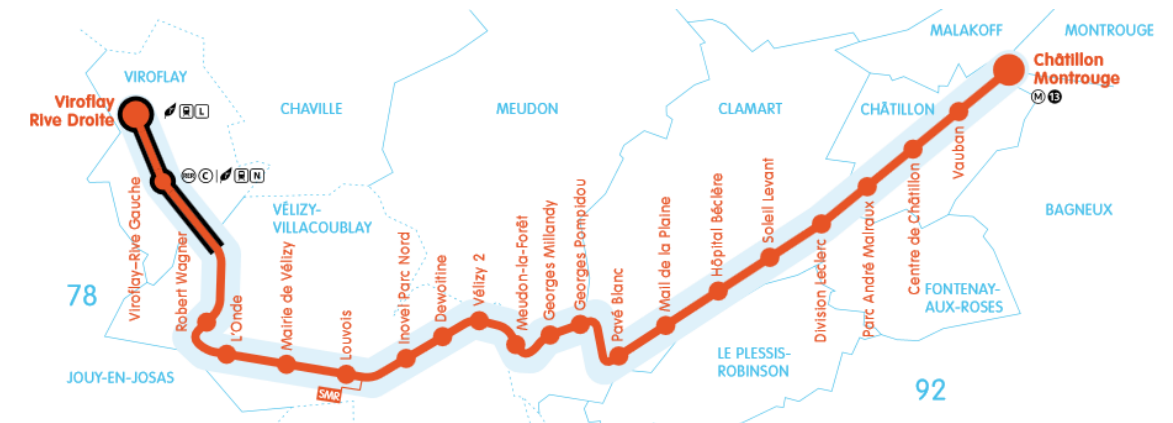 MALAKOFF
MONTROUGE
Châtillon
Montrouge
M 13
VIROFLAY
Viroflay
Rive Droite
L
CHAVILLE
MEUDON
CLAMART
CHÂTILLON
Vauban
Centre de Châtillon
Parc André Malraux
Division Leclerc
Soleil Levant
Hôpital Béclère
Mail de la Plaine
Pavé Blanc
Georges Pompidou
Georges Millandy
Meudon-la-Forêt
Vélizy 2
Dewoitine
Inovel Parc Nord
Louvois
Mairie de Vélizy
L'Onde
Robert Wagner
Viroflay–Rive Gauche
RER C
N
VÉLIZY-
VILLACOUBLAY
BAGNEUX
78
FONTENAY-
AUX-ROSES
LE PLESSIS-
ROBINSON
JOUY-EN-JOSAS
SMR
92